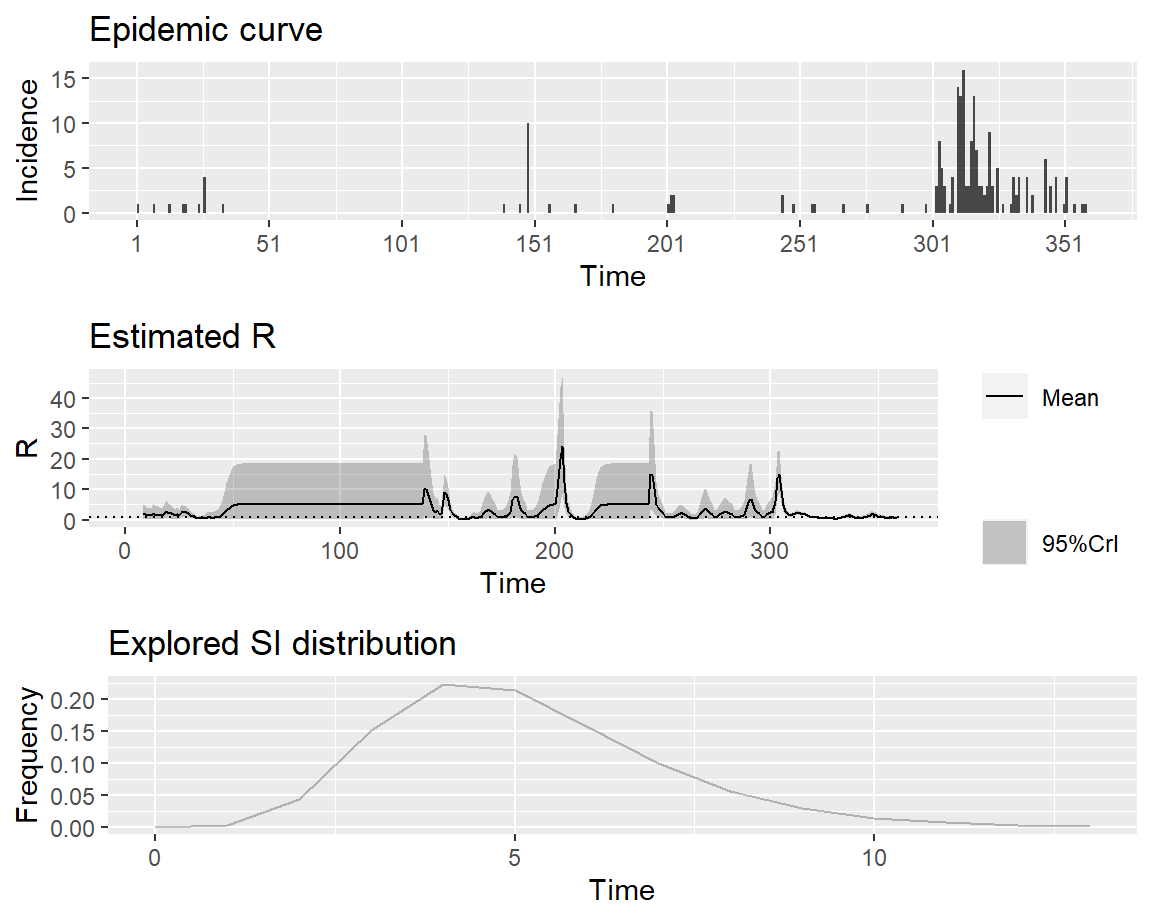 Epidemic curve
Incidence
15
10
5
0
1 51 101 151 201 251 301 351
Time
Estimated R
R
40
30
20
10
0
0 100 200 300
Time
Mean
95%CrI
Explored SI distribution
Frequency
0.20
0.15
0.10
0.05
0.00
0 5 10
Time